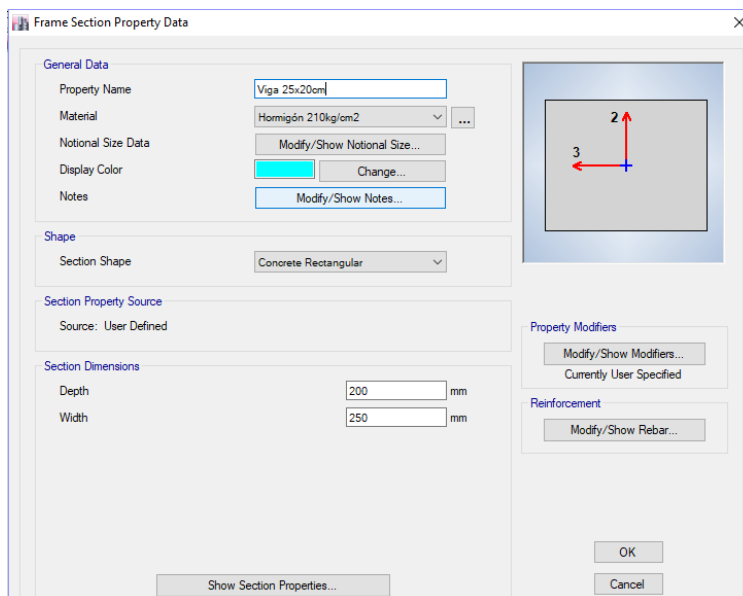 Frame Section Property Data
General Data
Property Name
Viga 25x20cm
Material
Hormigón 210kg/cm2
...
Notional Size Data
Modify/Show Notional Size...
Display Color
Change...
Notes
Modify/Show Notes...
2
3
Shape
Section Shape
Concrete Rectangular
Section Property Source
Source: User Defined
Property Modifiers
Modify/Show Modifiers...
Currently User Specified
Section Dimensions
Depth
200 mm
Width
250 mm
Reinforcement
Modify/Show Rebar...
Show Section Properties...
OK
Cancel